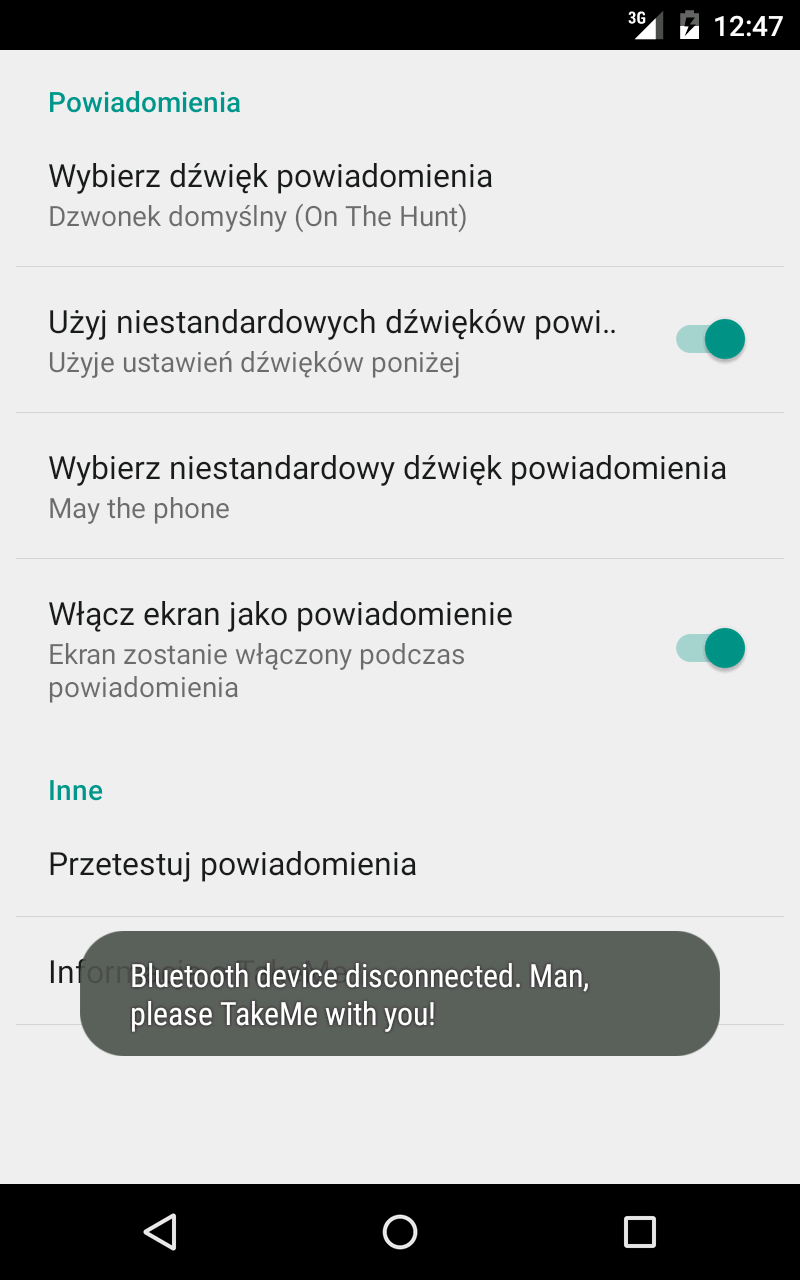 3G 12:47
Powiadomienia
Wybierz dźwięk powiadomienia
Dzwonek domyślny (On The Hunt)
Użyj niestandardowych dźwięków powi..
Użyje ustawień dźwięków poniżej
Wybierz niestandardowy dźwięk powiadomienia
May the phone
Włącz ekran jako powiadomienie
Ekran zostanie włączony podczas
powiadomienia
Inne
Przetestuj powiadomienia
Bluetooth device disconnected. Man,
please TakeMe with you!